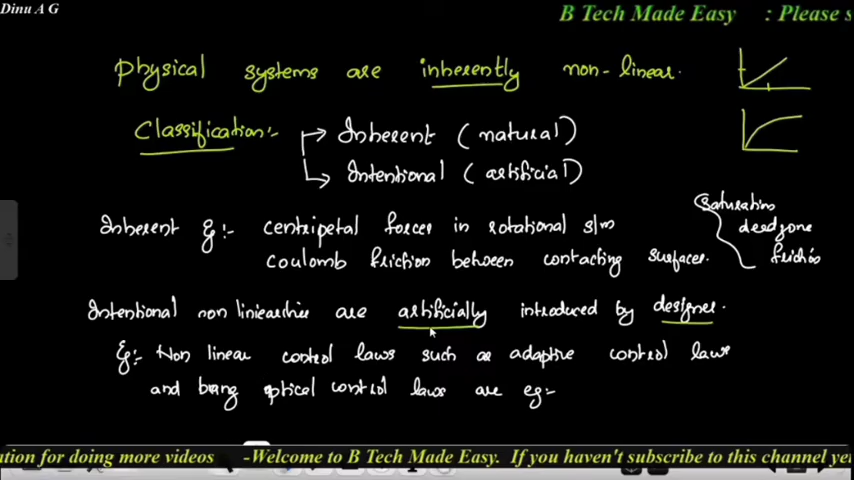 Dinu A G
B Tech Made Easy : Please s
Physical systems are inherently non-linear.
Classification:-
Inherent (natural)
Intentional (artificial)
Inherent Eg:- centripetal forces in rotational s/m
coulomb friction between contacting surfaces.
Saturation
deadzone
friction
Intentional non linearities are artificially introduced by designer.
Eg:- Non linear control laws such as adaptive control laws
and bang optical control laws are eg:-
ation for doing more videos -Welcome to B Tech Made Easy. If you haven't subscribe to this channel ye